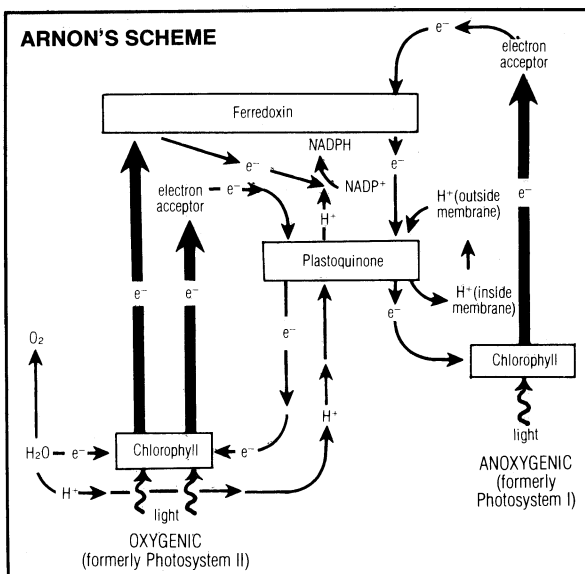 ARNON'S SCHEME
e⁻
electron
acceptor
Ferredoxin
NADPH
e⁻
e⁻
NADP⁺
electron
acceptor
e⁻
H⁺
H⁺(outside
membrane)
e⁻
Plastoquinone
H⁺(inside
membrane)
e⁻
e⁻
e⁻
e⁻
O₂
Chlorophyll
H⁺
light
H₂O
e⁻
Chlorophyll
e⁻
ANOXYGENIC
(formerly
Photosystem I)
H⁺
light
OXYGENIC
(formerly Photosystem II)